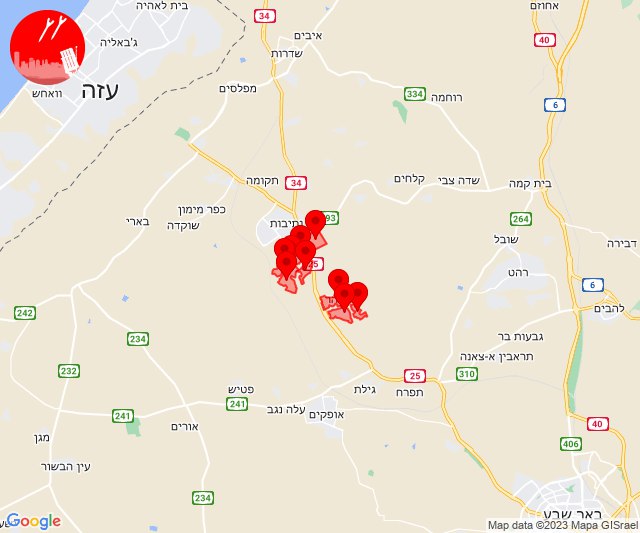 בית לאהיה
34
אחוזם
ג'באליה
איבים
40
שדרות
וואחש
עזה
מפלסים
334
רוחמה
6
תקומה
34
קלחים
שדה צבי
בית קמה
כפר מימון
בארי
שוקדה
נתיבות
293
264
שובל
דבירה
25
רהט
6
242
להבים
234
גבעות בר
תראבין א-צאנה
232
310
25
פטיש
גילת
תפרח
241
241
עלה נגב
אופקים
אורים
40
מגן
406
עין הבשור
234
באר שבע
Google
Map data ©2023 Mapa GISrael